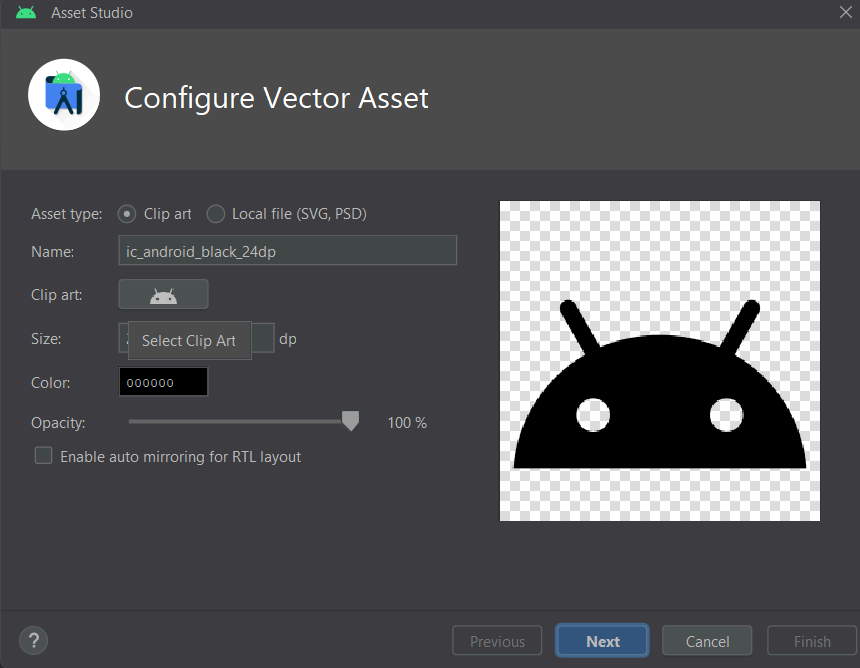 Asset Studio
Configure Vector Asset
Asset type: Clip art Local file (SVG, PSD)
Name: ic_android_black_24dp
Clip art:
Size: dp
Select Clip Art
Color: 000000
Opacity: 100 %
Enable auto mirroring for RTL layout
? Previous Next Cancel Finish